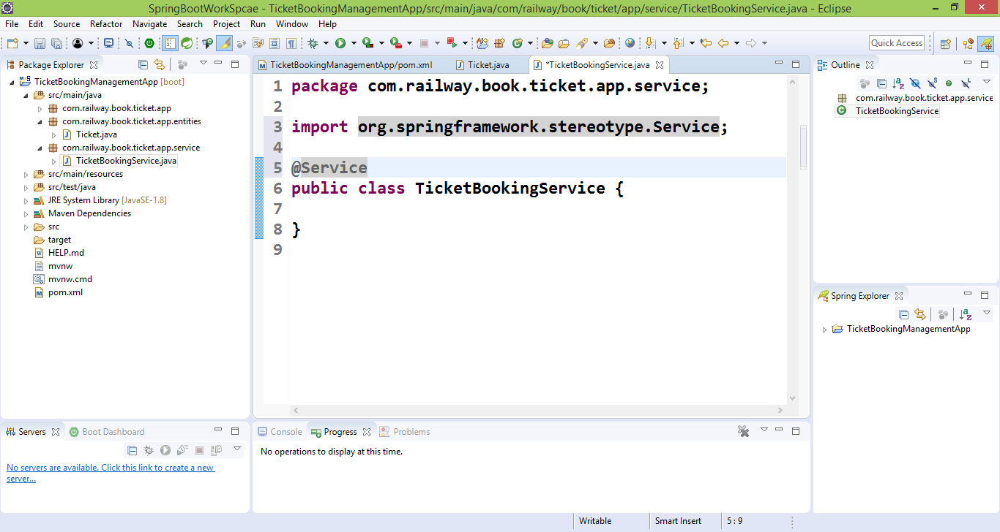 SpringBootWorkSpcae - TicketBookingManagementApp/src/main/java/com/railway/book/ticket/app/service/TicketBookingService.java - Eclipse
File Edit Source Refactor Navigate Search Project Run Window Help
Quick Access
Package Explorer
TicketBookingManagementApp [boot]
src/main/java
com.railway.book.ticket.app
com.railway.book.ticket.app.entities
Ticket.java
com.railway.book.ticket.app.service
TicketBookingService.java
src/main/resources
src/test/java
JRE System Library [JavaSE-1.8]
Maven Dependencies
src
target
HELP.md
mvnw
mvnw.cmd
pom.xml
TicketBookingManagementApp/pom.xml Ticket.java *TicketBookingService.java
1 package com.railway.book.ticket.app.service;
2
3 import org.springframework.stereotype.Service;
4
5 @Service
6 public class TicketBookingService {
7
8 }
9
Outline
com.railway.book.ticket.app.service
TicketBookingService
Spring Explorer
TicketBookingManagementApp
Servers Boot Dashboard
No servers are available. Click this link to create a new
server...
Console Progress Problems
No operations to display at this time.
Writable Smart Insert 5 : 9